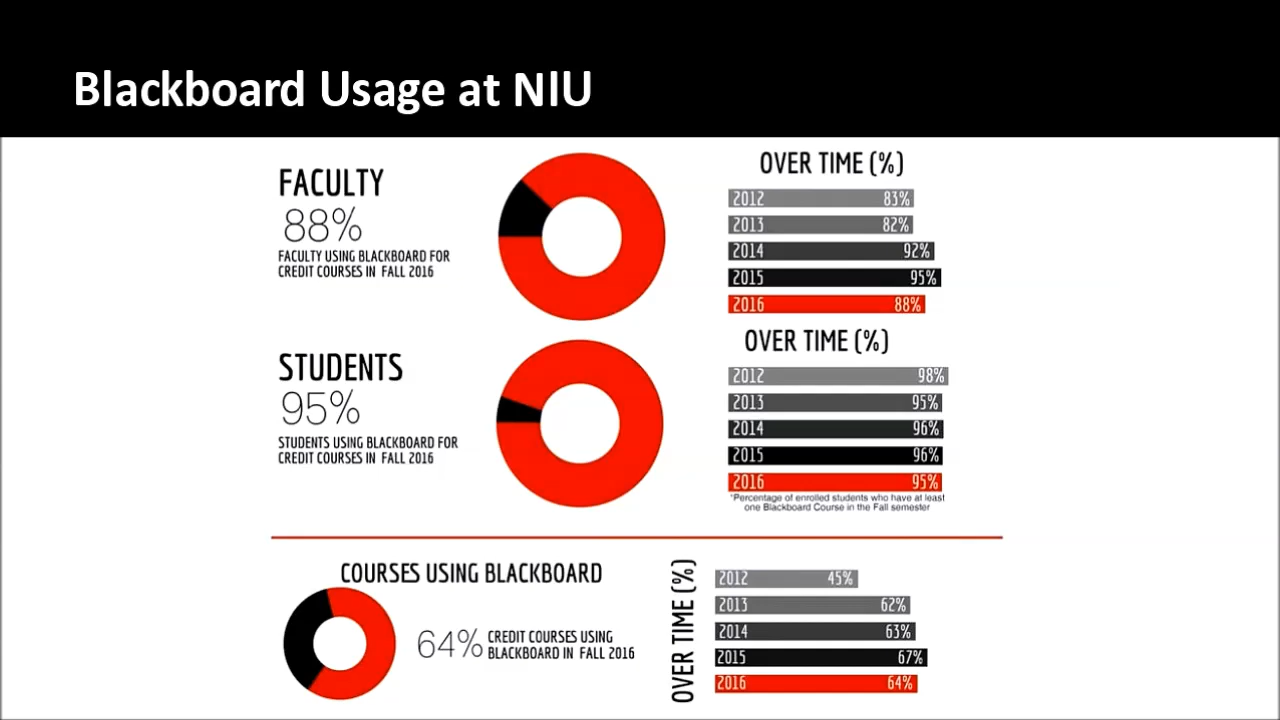 Blackboard Usage at NIU
FACULTY
88%
FACULTY USING BLACKBOARD FOR
CREDIT COURSES IN FALL 2016
OVER TIME (%)
2012 83%
2013 82%
2014 92%
2015 95%
2016 88%
STUDENTS
95%
STUDENTS USING BLACKBOARD FOR
CREDIT COURSES IN FALL 2016
OVER TIME (%)
2012 98%
2013 95%
2014 96%
2015 96%
2016 95%
*Percentage of enrolled students who have at least
one Blackboard Course in the Fall semester
COURSES USING BLACKBOARD
64% CREDIT COURSES USING
BLACKBOARD IN FALL 2016
OVER TIME (%)
2012 45%
2013 62%
2014 63%
2015 67%
2016 64%